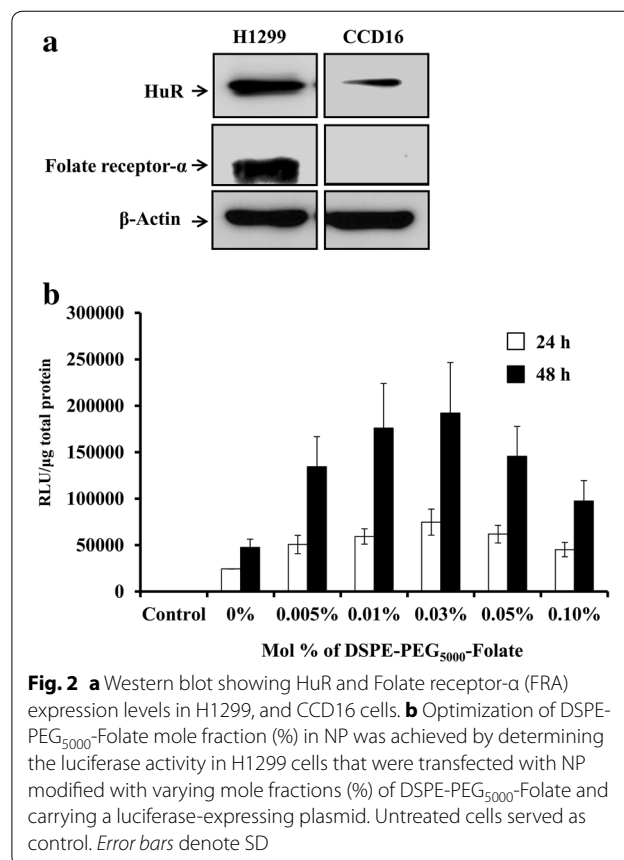 a
H1299 CCD16
HuR
Folate receptor-α
β-Actin
b
300000
250000
200000
150000
100000
50000
0
RLU/µg total protein
24 h
48 h
Control 0% 0.005% 0.01% 0.03% 0.05% 0.10%
Mol % of DSPE-PEG5000-Folate
Fig. 2 a Western blot showing HuR and Folate receptor-α (FRA)
expression levels in H1299, and CCD16 cells. b Optimization of DSPE-
PEG5000-Folate mole fraction (%) in NP was achieved by determining
the luciferase activity in H1299 cells that were transfected with NP
modified with varying mole fractions (%) of DSPE-PEG5000-Folate and
carrying a luciferase-expressing plasmid. Untreated cells served as
control. Error bars denote SD